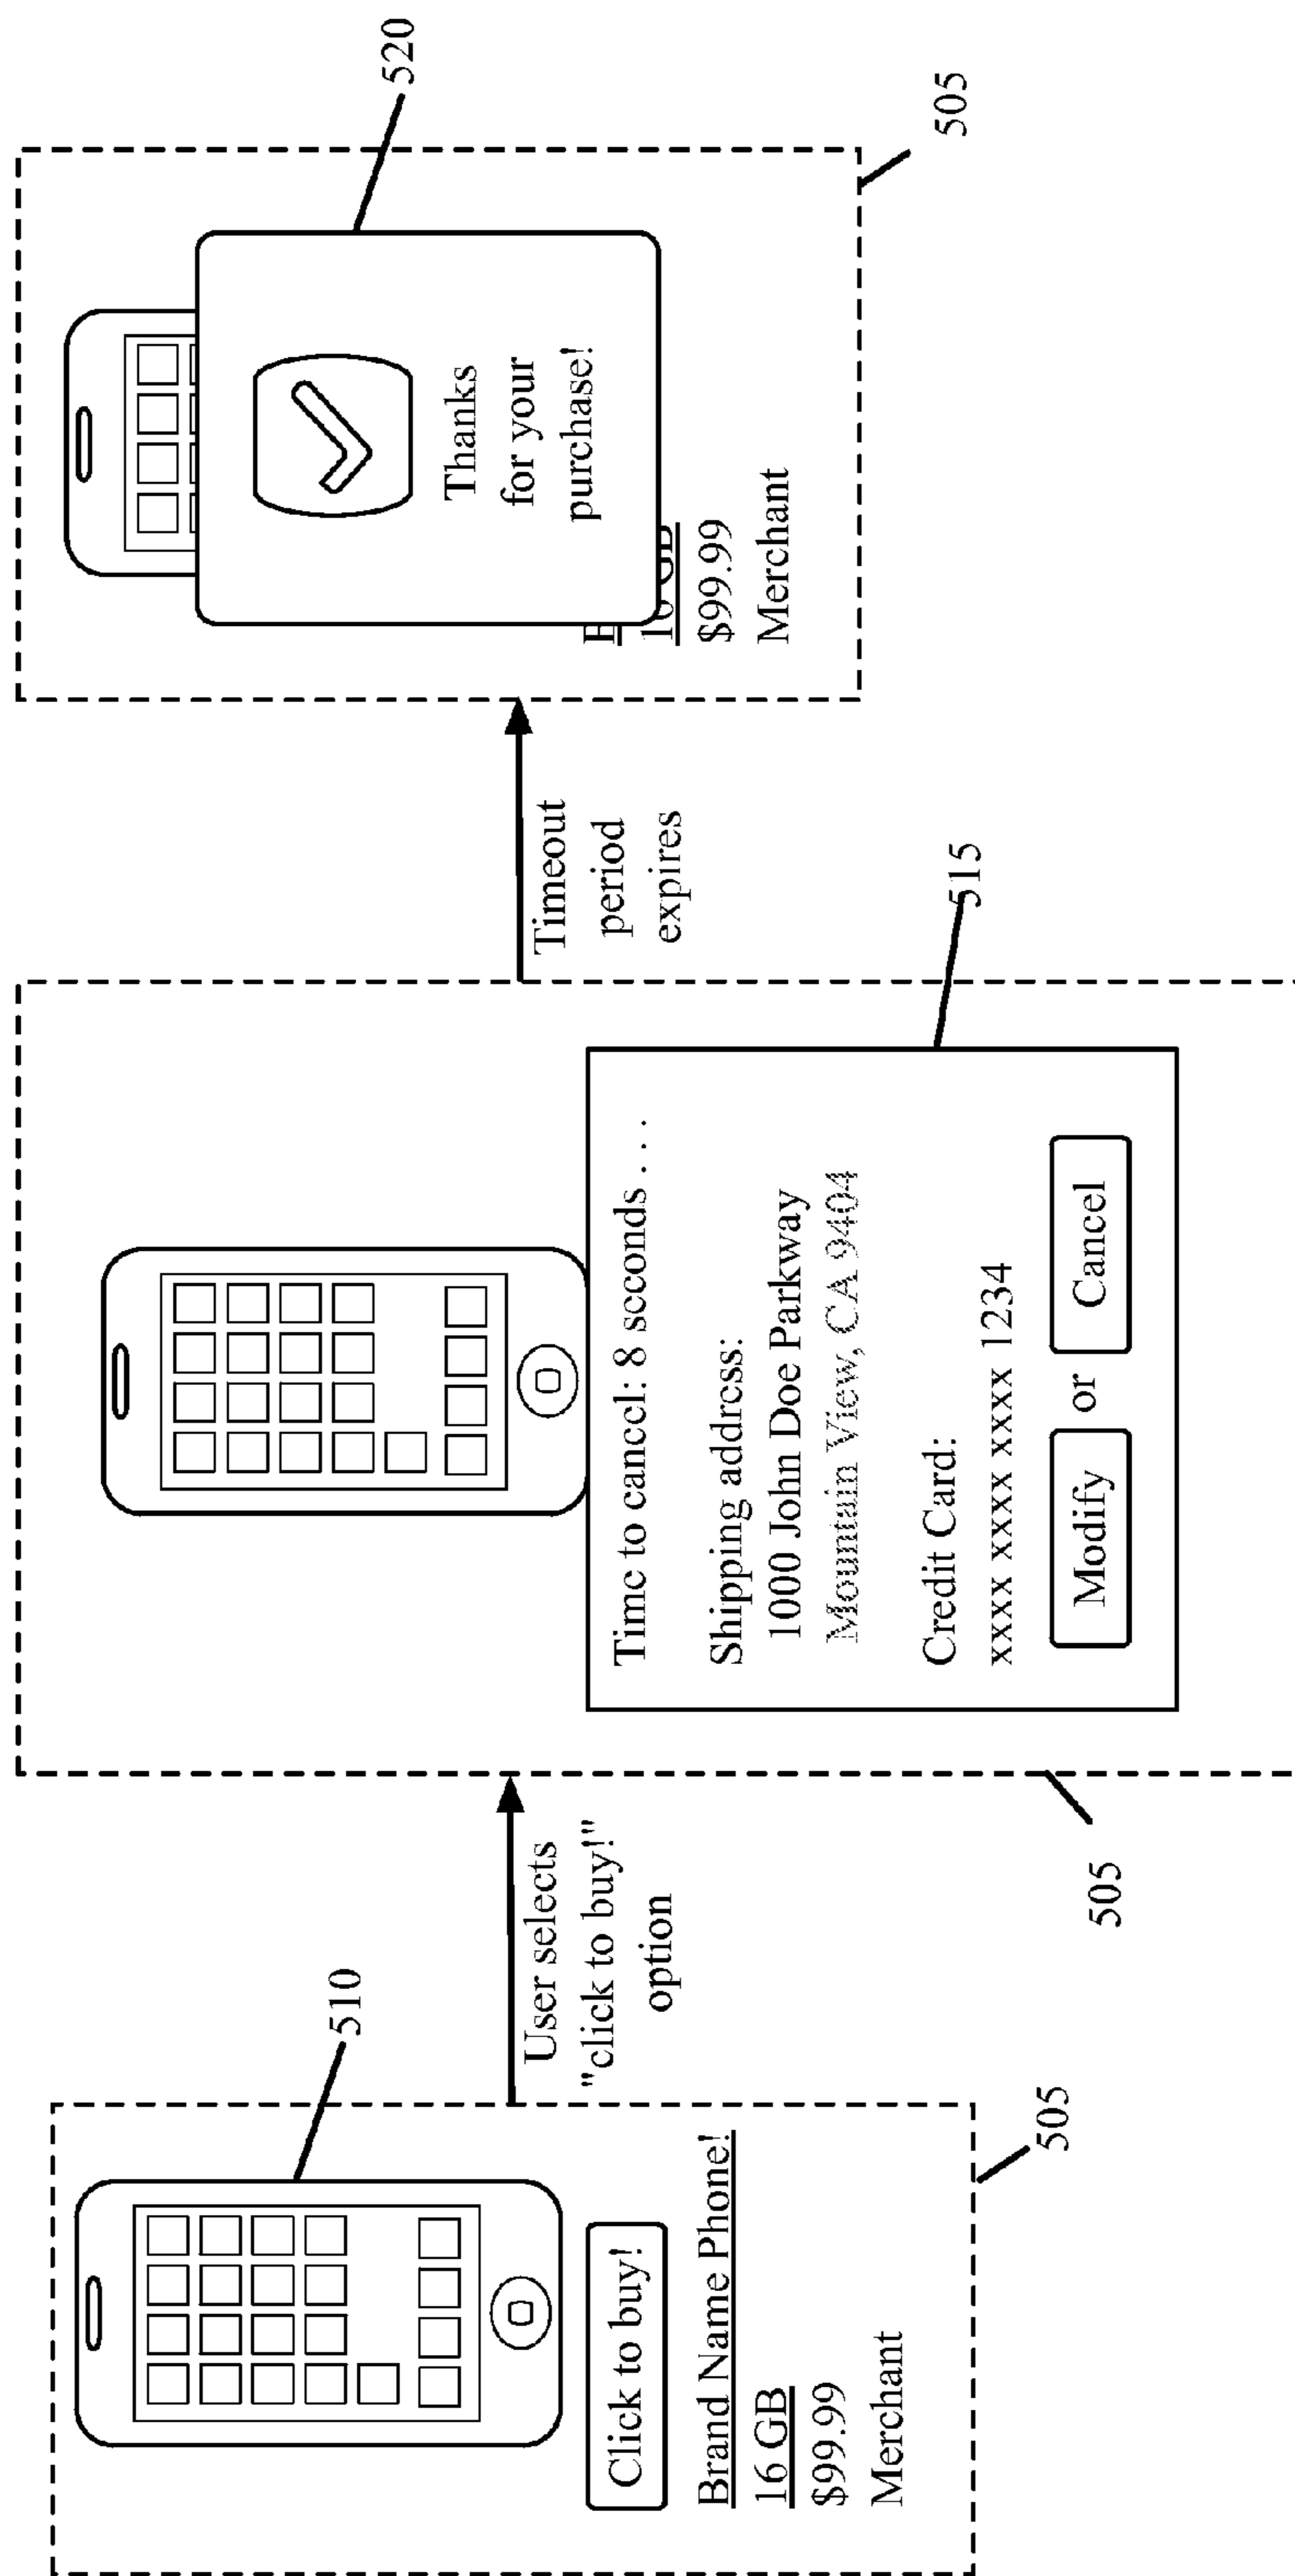 510
Click to buy!
Brand Name Phone!
16 GB
$99.99
Merchant
505
User selects
"click to buy!"
option
Time to cancel: 8 seconds . . .
Shipping address:
1000 John Doe Parkway
Mountain View, CA 9404
Credit Card:
xxxx xxxx xxxx 1234
Modify or Cancel
515
505
Timeout
period
expires
520
Thanks
for your
purchase!
16 GB
$99.99
Merchant
505